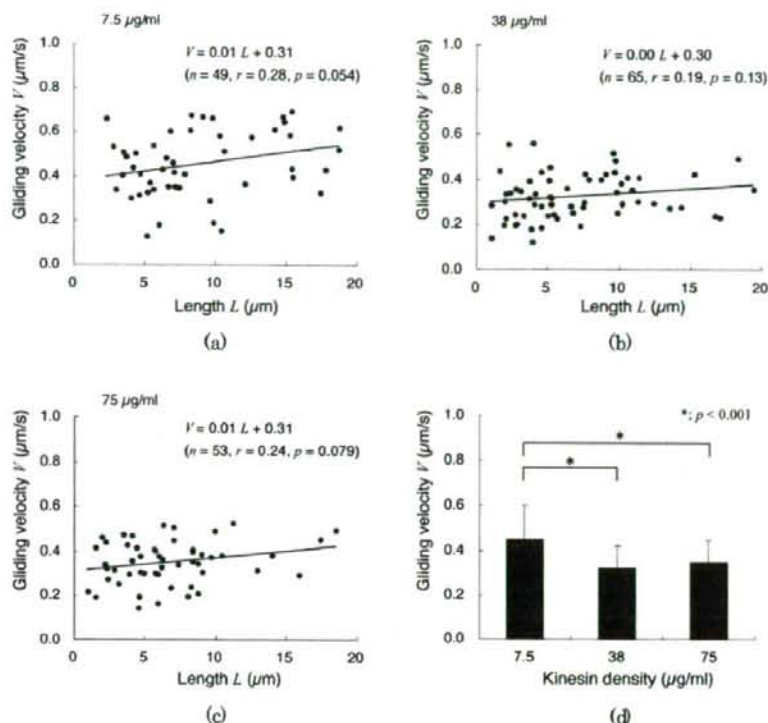 7.5 µg/ml
V = 0.01 L + 0.31
(n = 49, r = 0.28, p = 0.054)
Gliding velocity V (µm/s)
1.0
0.8
0.6
0.4
0.2
0.0
0 5 10 15 20
Length L (µm)
(a)
38 µg/ml
V = 0.00 L + 0.30
(n = 65, r = 0.19, p = 0.13)
Gliding velocity V (µm/s)
1.0
0.8
0.6
0.4
0.2
0.0
0 5 10 15 20
Length L (µm)
(b)
75 µg/ml
V = 0.01 L + 0.31
(n = 53, r = 0.24, p = 0.079)
Gliding velocity V (µm/s)
1.0
0.8
0.6
0.4
0.2
0.0
0 5 10 15 20
Length L (µm)
(c)
*; p < 0.001
*
*
Gliding velocity V (µm/s)
1.0
0.8
0.6
0.4
0.2
0.0
7.5 38 75
Kinesin density (µg/ml)
(d)